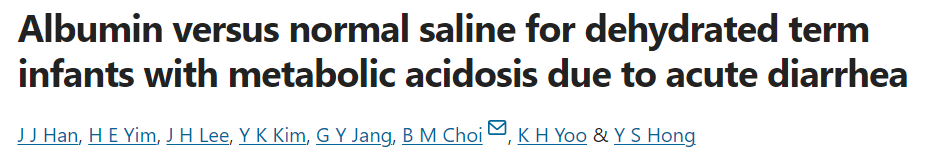 Albumin versus normal saline for dehydrated term
infants with metabolic acidosis due to acute diarrhea
J J Han, H E Yim, J H Lee, Y K Kim, G Y Jang, B M Choi, K H Yoo & Y S Hong